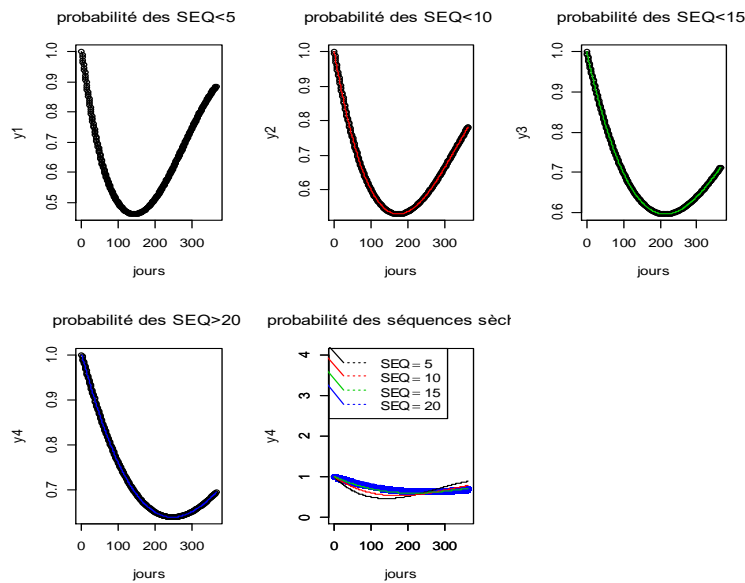 probabilité des SEQ<5
probabilité des SEQ<10
probabilité des SEQ<15
y1
0.5 0.6 0.7 0.8 0.9 1.0
0 100 200 300
jours
y2
0.6 0.7 0.8 0.9 1.0
0 100 200 300
jours
y3
0.6 0.7 0.8 0.9 1.0
0 100 200 300
jours
probabilité des SEQ>20
probabilité des séquences sèch
y4
0.7 0.8 0.9 1.0
0 100 200 300
jours
y4
0 1 2 3 4
SEQ = 5
SEQ = 10
SEQ = 15
SEQ = 20
0 100 200 300
jours